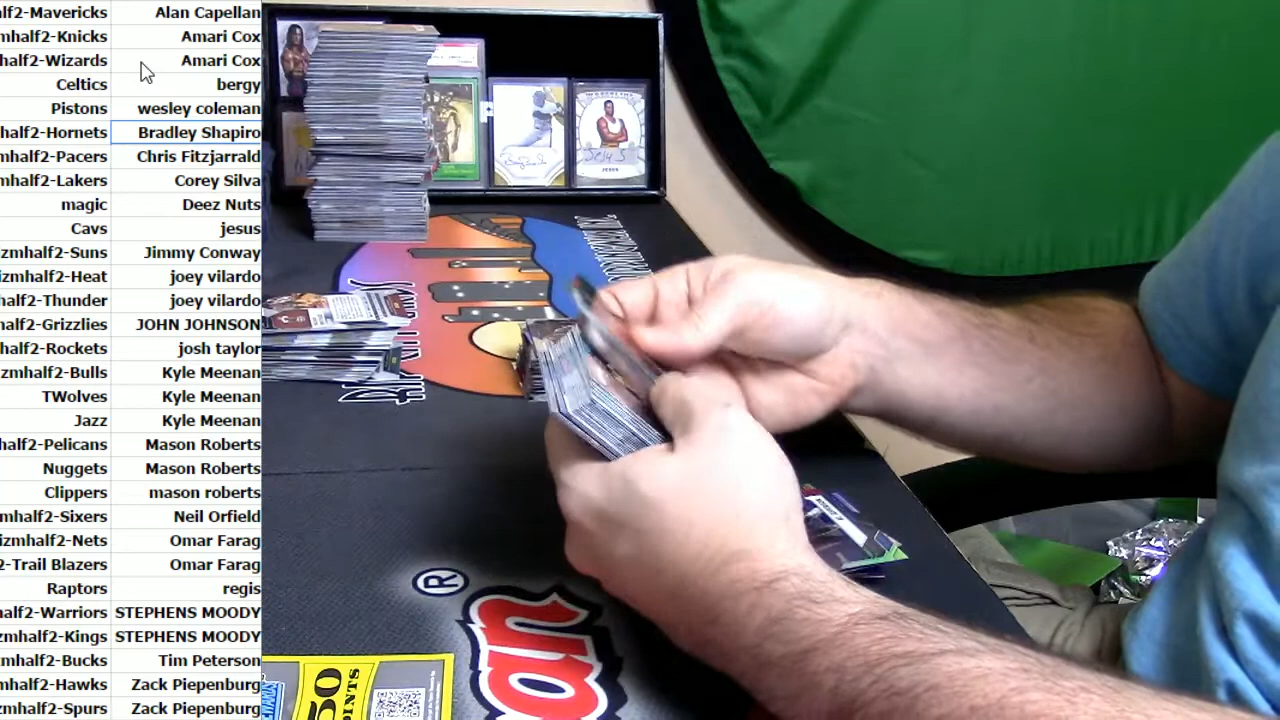 alf2-Mavericks Alan Capellan
mhalf2-Knicks Amari Cox
half2-Wizards Amari Cox
Celtics bergy
Pistons wesley coleman
half2-Hornets Bradley Shapiro
mhalf2-Pacers Chris Fitzjarrald
mhalf2-Lakers Corey Silva
magic Deez Nuts
Cavs jesus
zmhalf2-Suns Jimmy Conway
izmhalf2-Heat joey vilardo
half2-Thunder joey vilardo
half2-Grizzlies JOHN JOHNSON
half2-Rockets josh taylor
zmhalf2-Bulls Kyle Meenan
TWolves Kyle Meenan
Jazz Kyle Meenan
half2-Pelicans Mason Roberts
Nuggets Mason Roberts
Clippers mason roberts
mhalf2-Sixers Neil Orfield
izmhalf2-Nets Omar Farag
2-Trail Blazers Omar Farag
Raptors regis
half2-Warriors STEPHENS MOODY
zmhalf2-Kings STEPHENS MOODY
zmhalf2-Bucks Tim Peterson
mhalf2-Hawks Zack Piepenburg
mhalf2-Spurs Zack Piepenburg
®
an
50
INTS